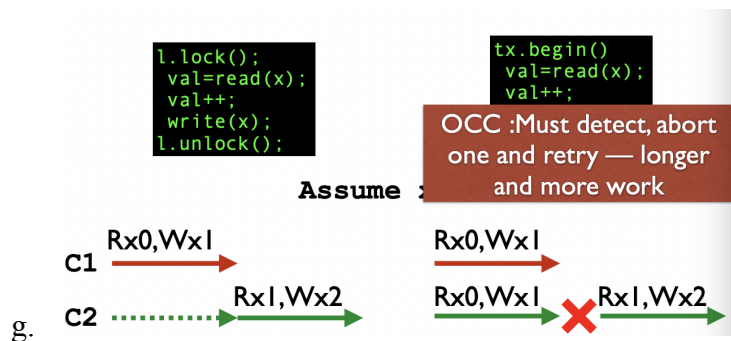 l.lock();
val=read(x);
val++;
write(x);
l.unlock();
tx.begin()
val=read(x);
val++;
OCC :Must detect, abort
one and retry — longer
and more work
Assume
Rx0,Wx1
C1
Rx0,Wx1
C2
Rx1,Wx2
Rx0,Wx1
Rx1,Wx2
g.